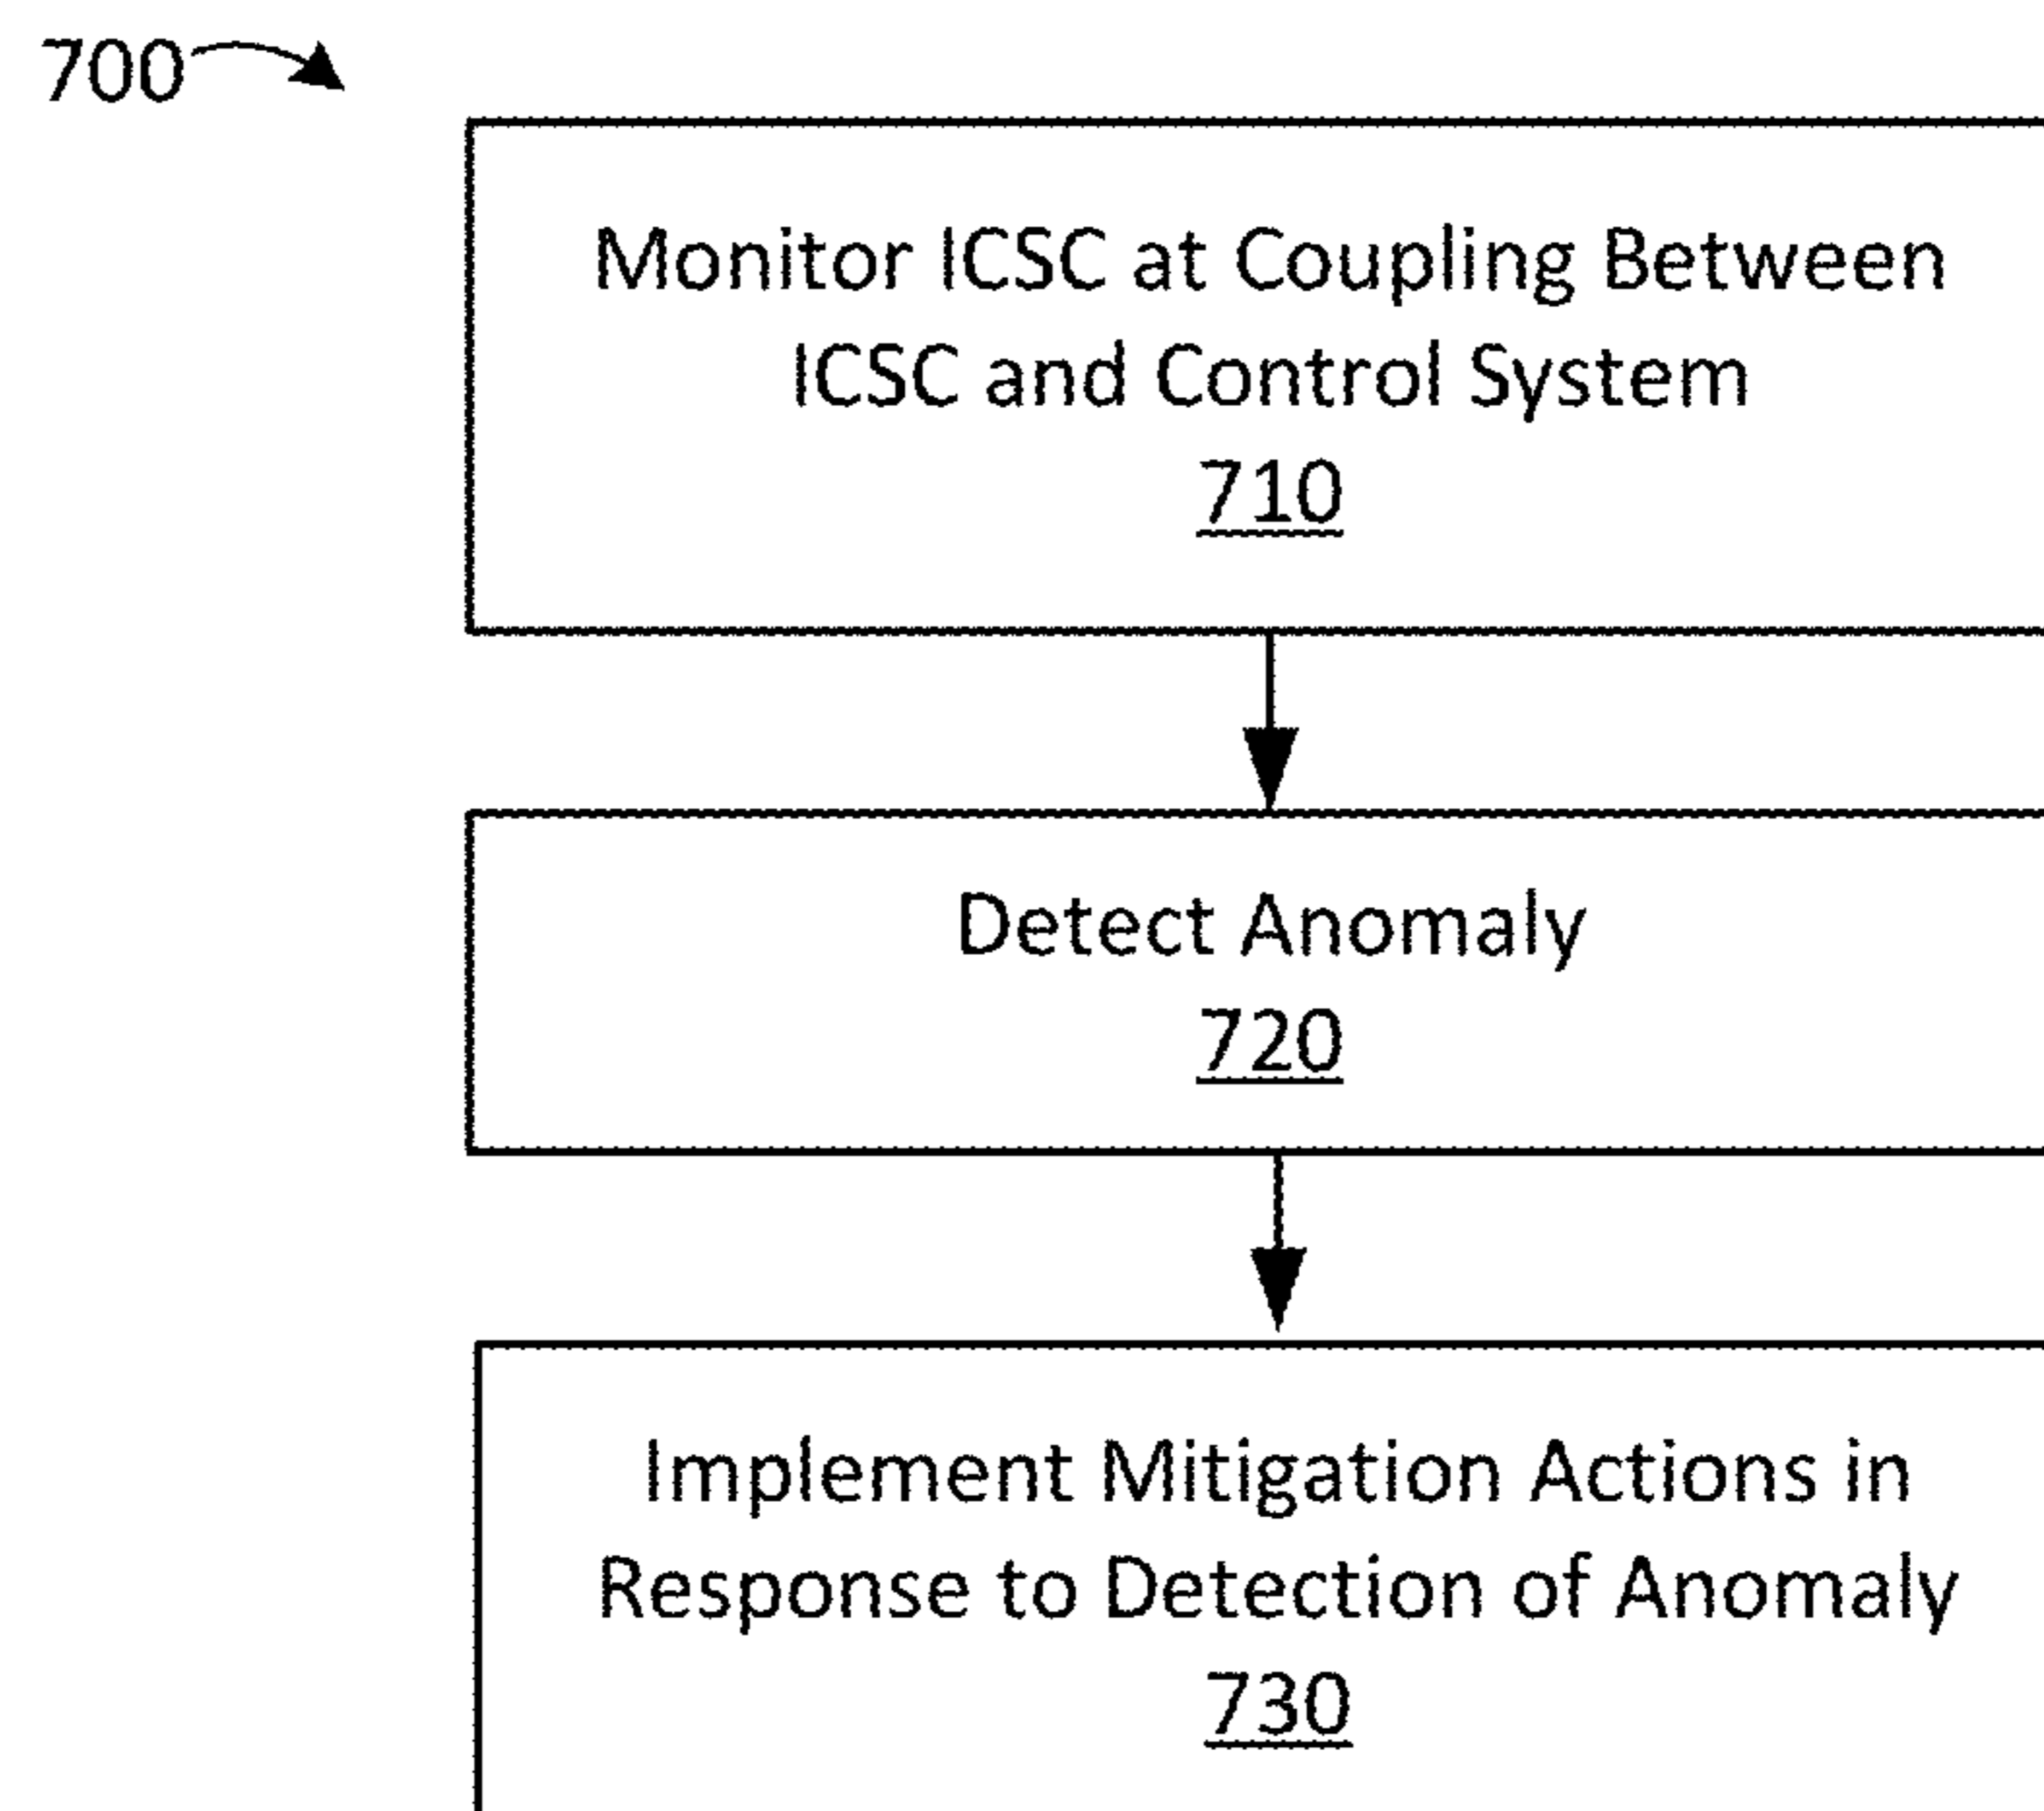 700
Monitor ICSC at Coupling Between
ICSC and Control System
710
Detect Anomaly
720
Implement Mitigation Actions in
Response to Detection of Anomaly
730